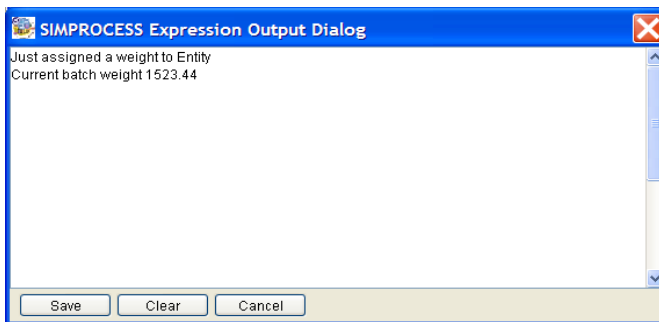 SIMPROCESS Expression Output Dialog
Just assigned a weight to Entity
Current batch weight 1523.44
Save Clear Cancel